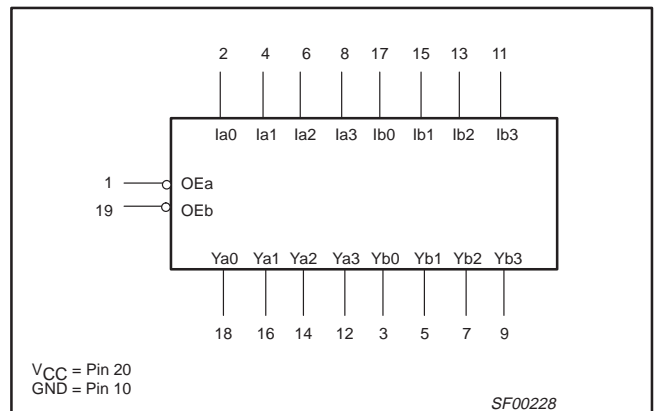 2 4 6 8 17 15 13 11
Ia0 Ia1 Ia2 Ia3 Ib0 Ib1 Ib2 Ib3
1 OEa
19 OEb
Ya0 Ya1 Ya2 Ya3 Yb0 Yb1 Yb2 Yb3
18 16 14 12 3 5 7 9
VCC = Pin 20
GND = Pin 10
SF00228